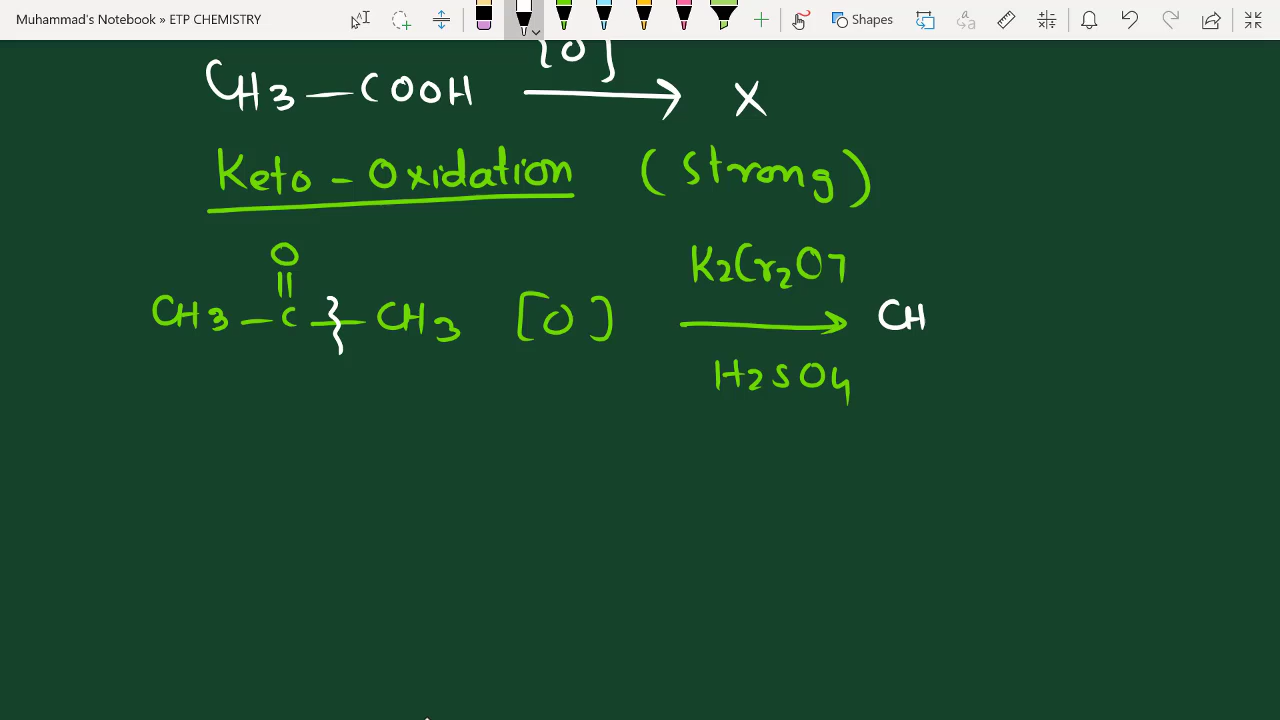 Muhammad's Notebook » ETP CHEMISTRY
Shapes
[O]
CH3 — COOH → X
Keto - Oxidation (strong)
O
||
K2Cr2O7
CH3 — C — CH3 [O] → CH
H2SO4